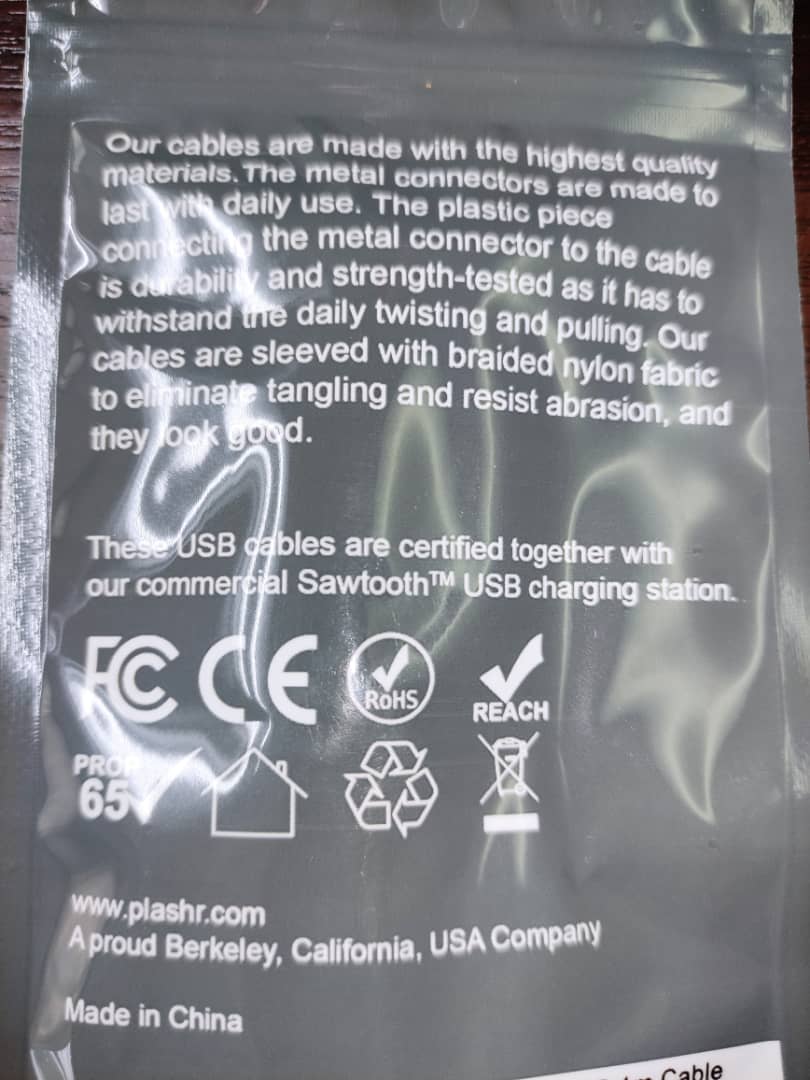 Our cables are made with the highest quality
materials. The metal connectors are made to
last with daily use. The plastic piece
connecting the metal connector to the cable
is durability and strength-tested as it has to
withstand the daily twisting and pulling. Our
cables are sleeved with braided nylon fabric
to eliminate tangling and resist abrasion, and
they look good.
These USB cables are certified together with
our commercial Sawtooth™ USB charging station.
FC CE RoHS REACH
PROP
65
www.plashr.com
A proud Berkeley, California, USA Company
Made in China
Cable